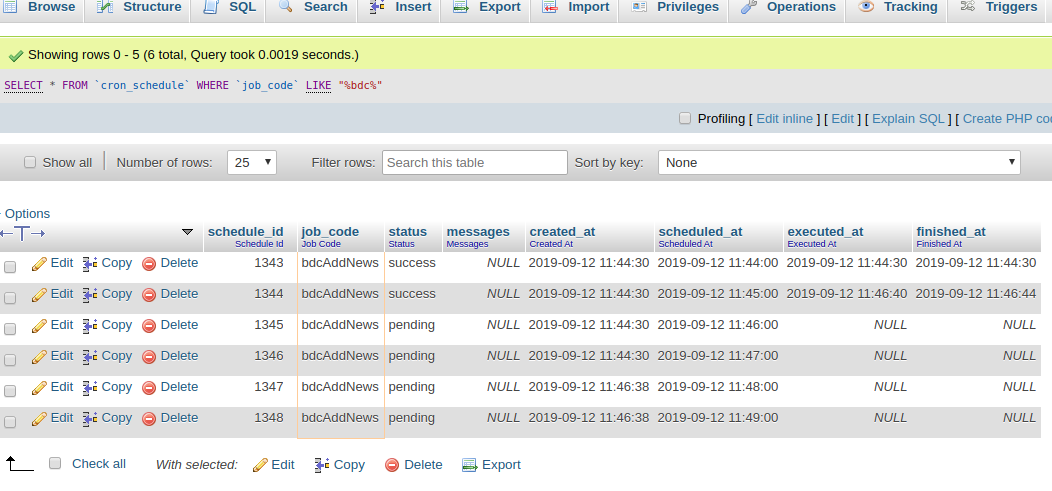 Browse Structure SQL Search Insert Export Import Privileges Operations Tracking Triggers
Showing rows 0 - 5 (6 total, Query took 0.0019 seconds.)
SELECT * FROM `cron_schedule` WHERE `job_code` LIKE "%bdc%"
Profiling [ Edit inline ] [ Edit ] [ Explain SQL ] [ Create PHP co
Show all Number of rows: 25 Filter rows: Search this table Sort by key: None
Options
schedule_id job_code status messages created_at scheduled_at executed_at finished_at
Schedule Id Job Code Status Messages Created At Scheduled At Executed At Finished At
Edit Copy Delete 1343 bdcAddNews success NULL 2019-09-12 11:44:30 2019-09-12 11:44:00 2019-09-12 11:44:30 2019-09-12 11:44:30
Edit Copy Delete 1344 bdcAddNews success NULL 2019-09-12 11:44:30 2019-09-12 11:45:00 2019-09-12 11:46:40 2019-09-12 11:46:44
Edit Copy Delete 1345 bdcAddNews pending NULL 2019-09-12 11:44:30 2019-09-12 11:46:00 NULL NULL
Edit Copy Delete 1346 bdcAddNews pending NULL 2019-09-12 11:44:30 2019-09-12 11:47:00 NULL NULL
Edit Copy Delete 1347 bdcAddNews pending NULL 2019-09-12 11:46:38 2019-09-12 11:48:00 NULL NULL
Edit Copy Delete 1348 bdcAddNews pending NULL 2019-09-12 11:46:38 2019-09-12 11:49:00 NULL NULL
Check all With selected: Edit Copy Delete Export